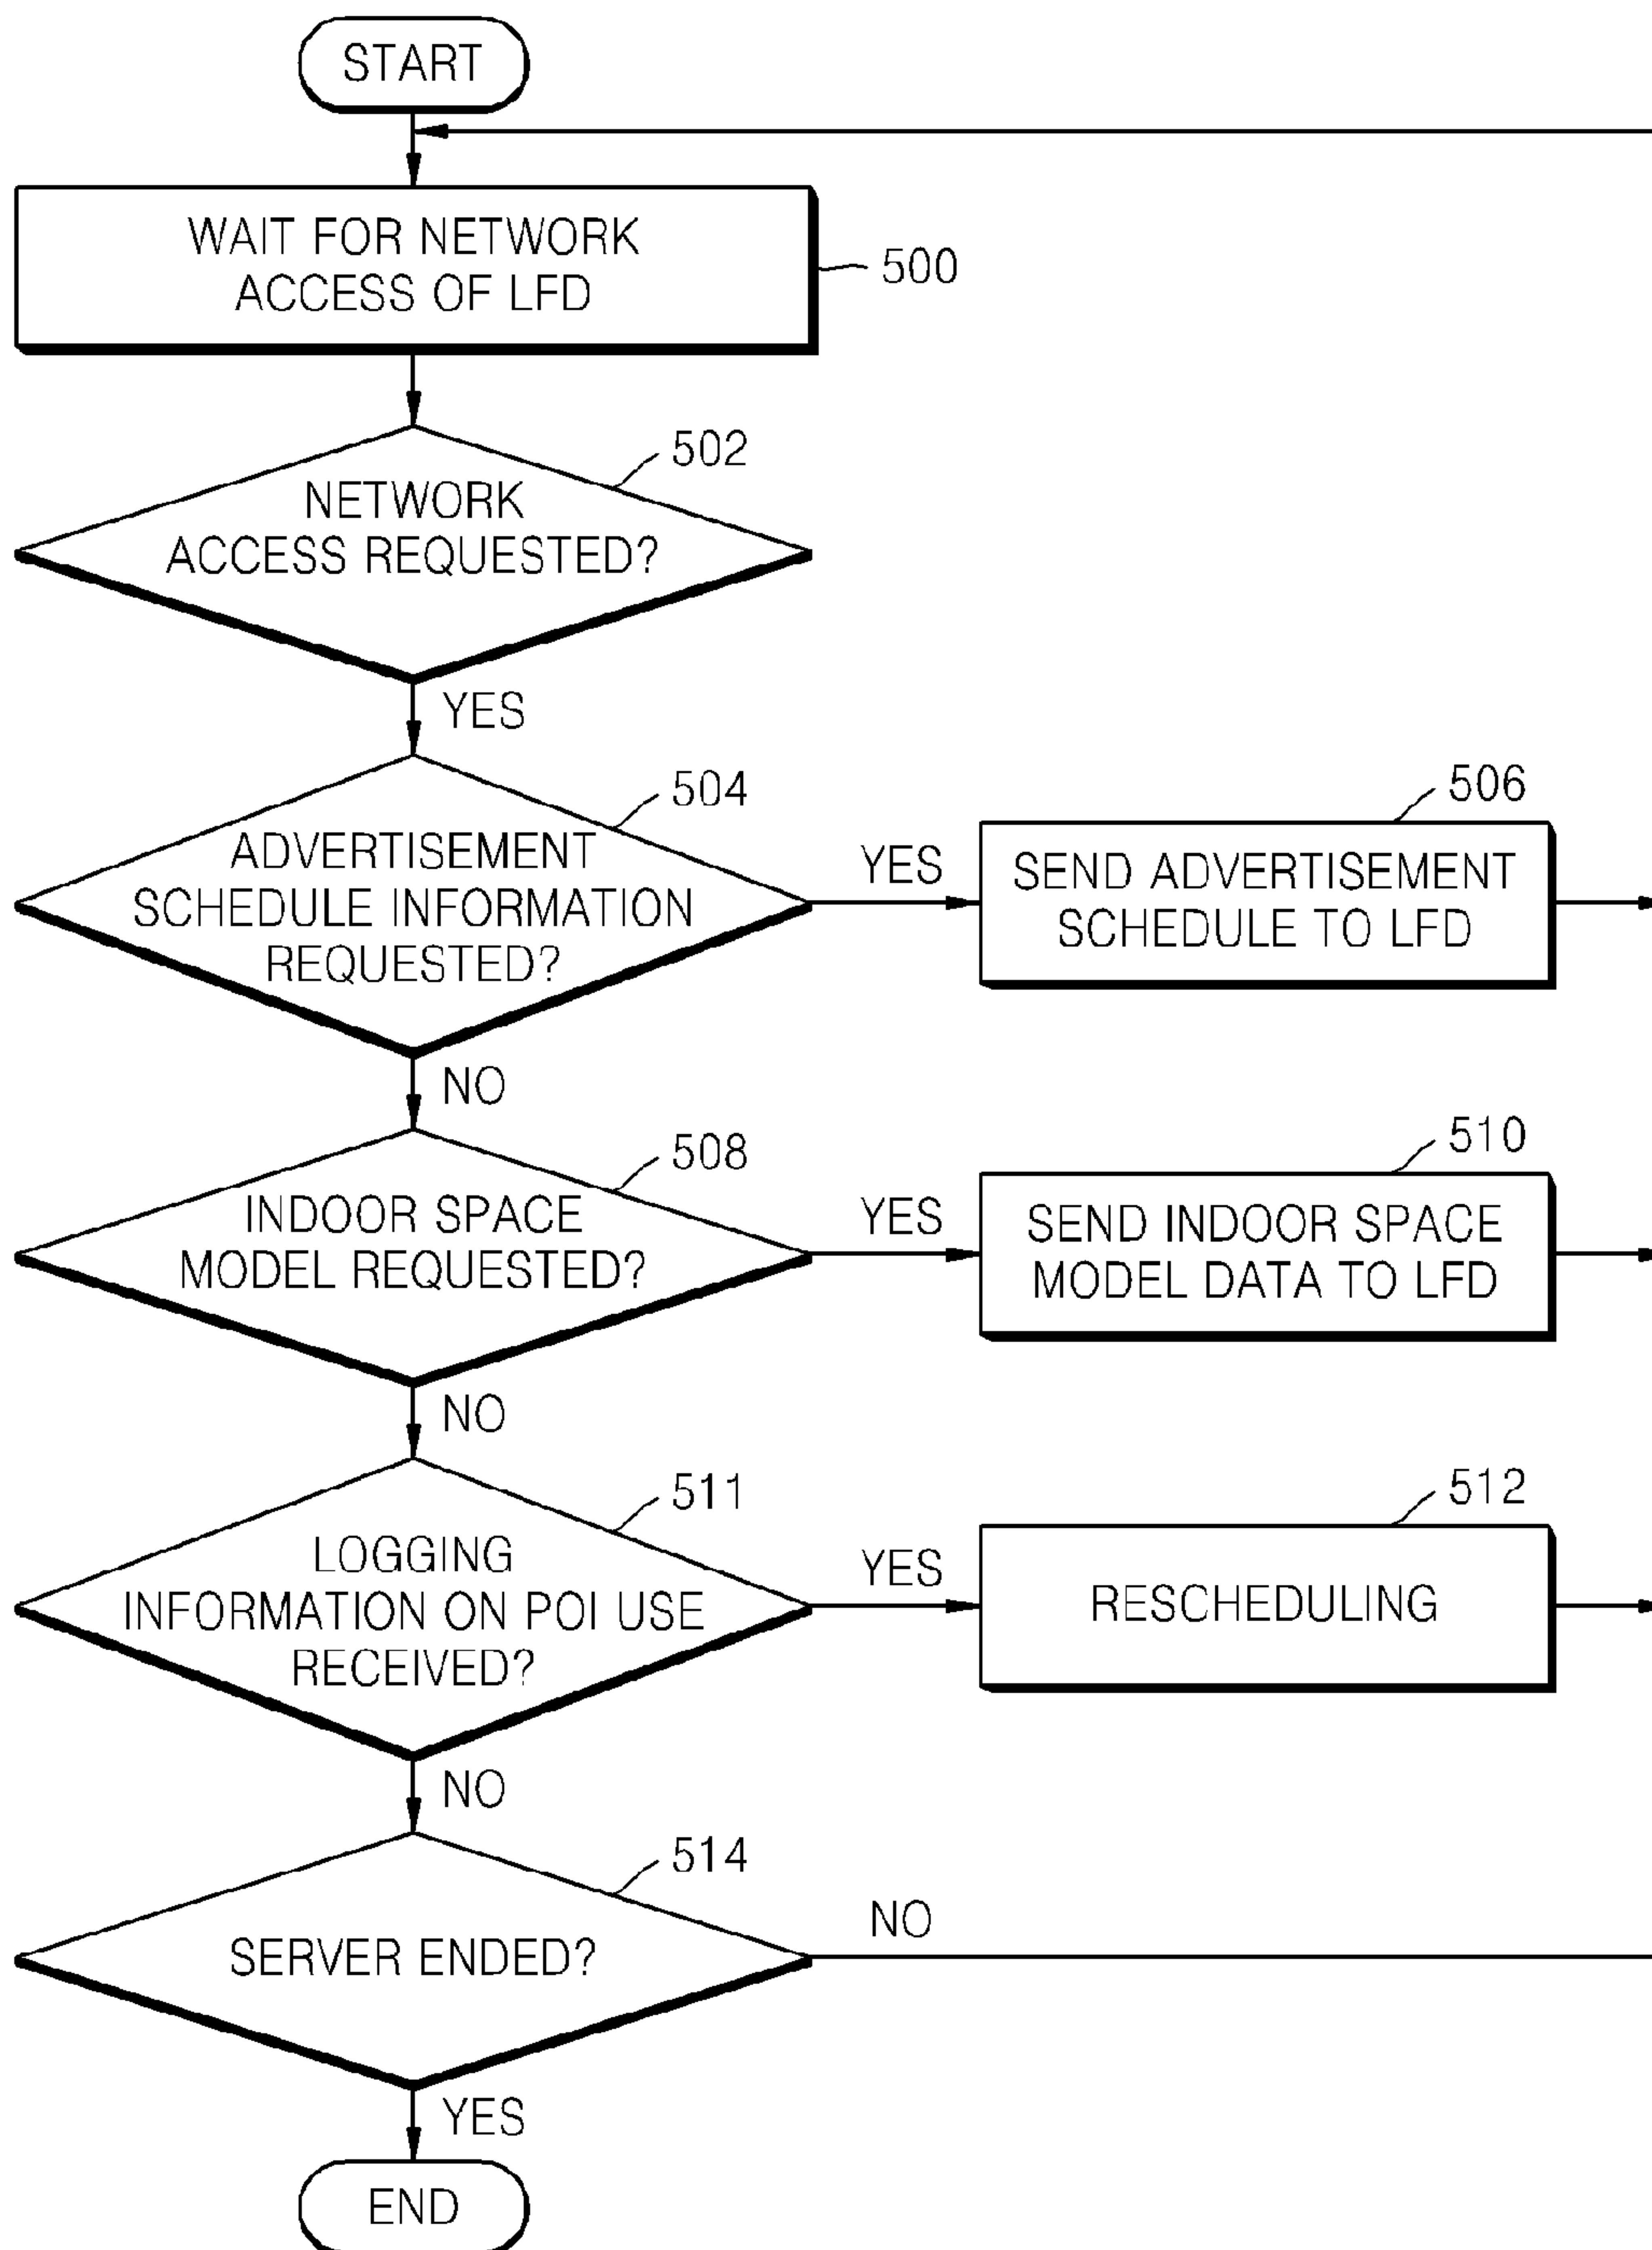 START
WAIT FOR NETWORK
ACCESS OF LFD
500
502
NETWORK
ACCESS REQUESTED?
YES
504
ADVERTISEMENT
SCHEDULE INFORMATION
REQUESTED?
YES
506
SEND ADVERTISEMENT
SCHEDULE TO LFD
NO
508
INDOOR SPACE
MODEL REQUESTED?
YES
510
SEND INDOOR SPACE
MODEL DATA TO LFD
NO
511
LOGGING
INFORMATION ON POI USE
RECEIVED?
YES
512
RESCHEDULING
NO
514
SERVER ENDED?
NO
YES
END